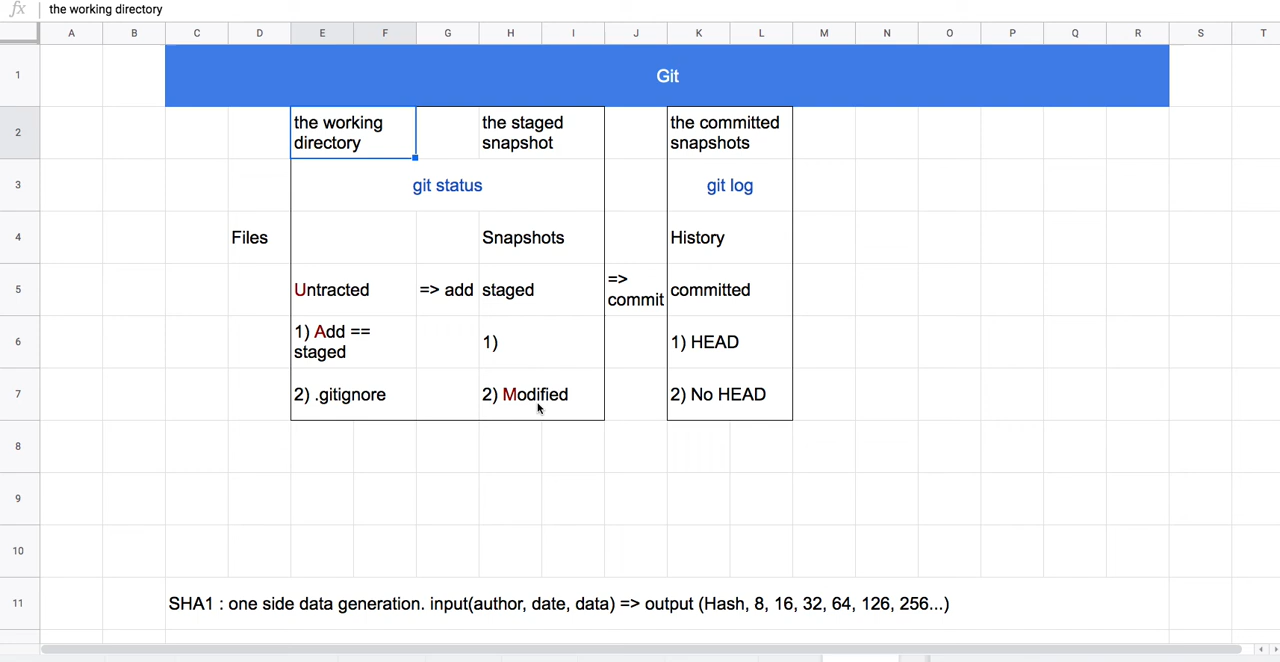 fx the working directory
A B C D E F G H I J K L M N O P Q R S T
1 Git
2 the working directory the staged snapshot the committed snapshots
3 git status git log
4 Files Snapshots History
5 Untracted => add staged => commit committed
6 1) Add == staged 1) 1) HEAD
7 2) .gitignore 2) Modified 2) No HEAD
8
9
10
11 SHA1 : one side data generation. input(author, date, data) => output (Hash, 8, 16, 32, 64, 126, 256...)